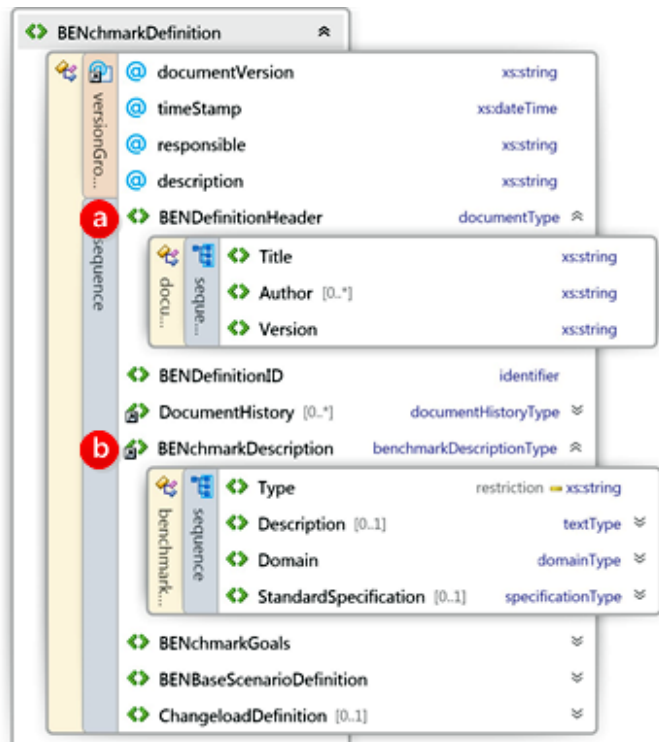 BENchmarkDefinition
versionGro...
@ documentVersion xs:string
@ timeStamp xs:dateTime
@ responsible xs:string
@ description xs:string
a
sequence
BENDefinitionHeader documentType
docu...
seque...
Title xs:string
Author [0..*] xs:string
Version xs:string
BENDefinitionID identifier
DocumentHistory [0..*] documentHistoryType
b
BENchmarkDescription benchmarkDescriptionType
benchmark...
sequence
Type restriction xs:string
Description [0..1] textType
Domain domainType
StandardSpecification [0..1] specificationType
BENchmarkGoals
BENBaseScenarioDefinition
ChangeloadDefinition [0..1]